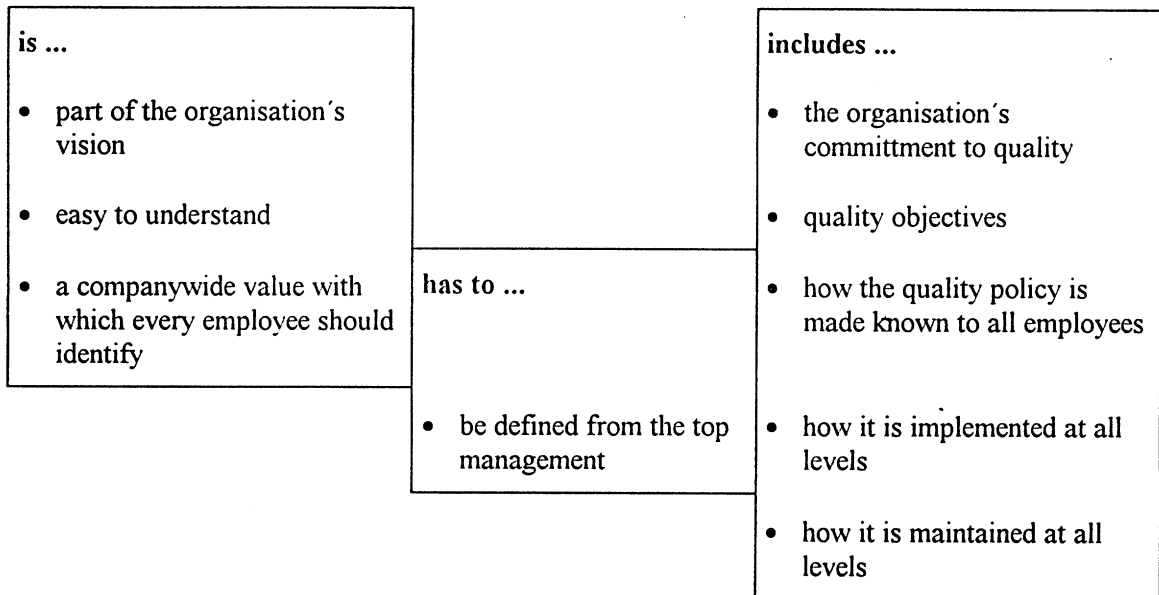 is ...
• part of the organisation´s
vision
• easy to understand
• a companywide value with
which every employee should
identify
has to ...
• be defined from the top
management
includes ...
• the organisation´s
committment to quality
• quality objectives
• how the quality policy is
made known to all employees
• how it is implemented at all
levels
• how it is maintained at all
levels